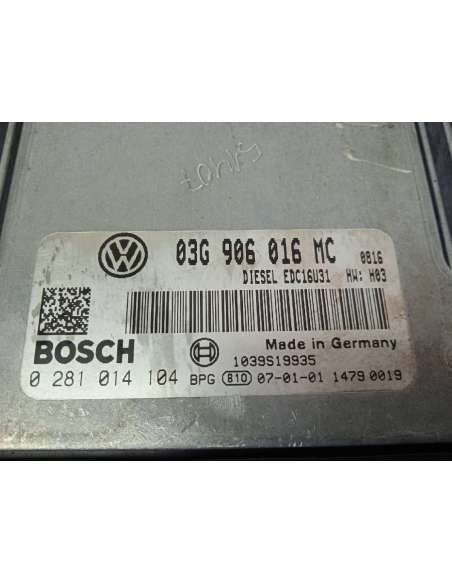 03G 906 016 MC 0816
DIESEL EDC16U31 HW: H03
BOSCH
Made in Germany
1039S19935
0 281 014 104 BPG 810 07-01-01 1479 0019